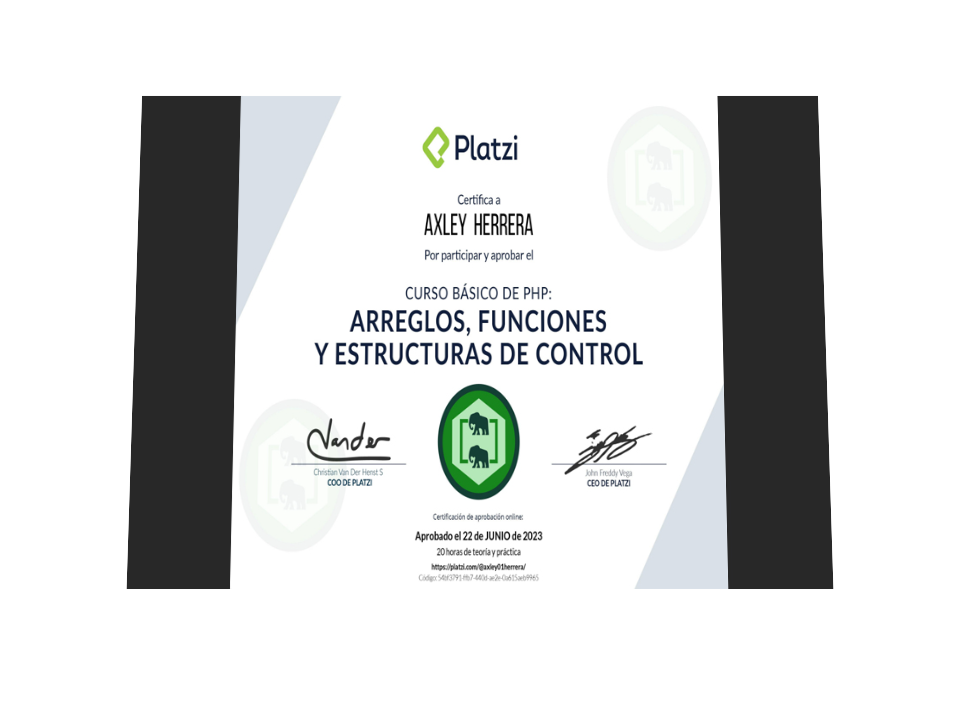 Platzi
Certifica a
AXLEY HERRERA
Por participar y aprobar el
CURSO BÁSICO DE PHP:
ARREGLOS, FUNCIONES
Y ESTRUCTURAS DE CONTROL
Vander
Christian Van Der Henst S
COO DE PLATZI
John Freddy Vega
CEO DE PLATZI
Certificación de aprobación online:
Aprobado el 22 de JUNIO de 2023
20 horas de teoría y práctica
https://platzi.com/@axley01herrera/
Código: 54bf3791-ffb7-440d-ae2e-0a615aeb9965